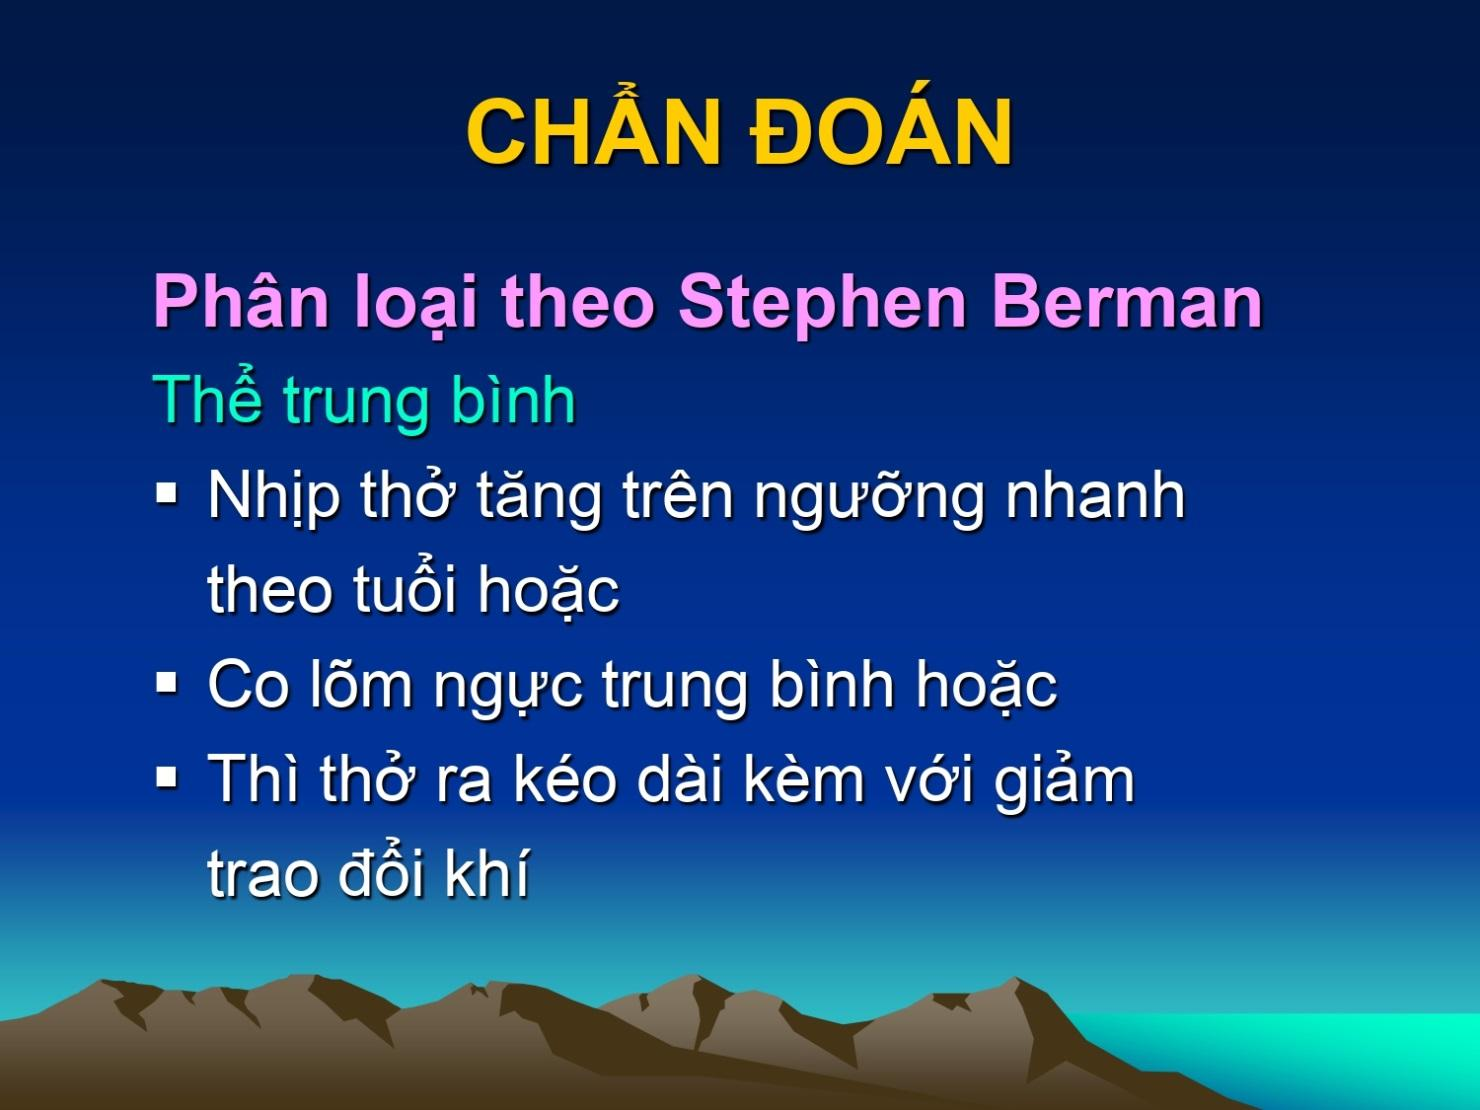 CHẨN ĐOÁN
Phân loại theo Stephen Berman
Thể trung bình
▪ Nhịp thở tăng trên ngưỡng nhanh
theo tuổi hoặc
▪ Co lõm ngực trung bình hoặc
▪ Thì thở ra kéo dài kèm với giảm
trao đổi khí